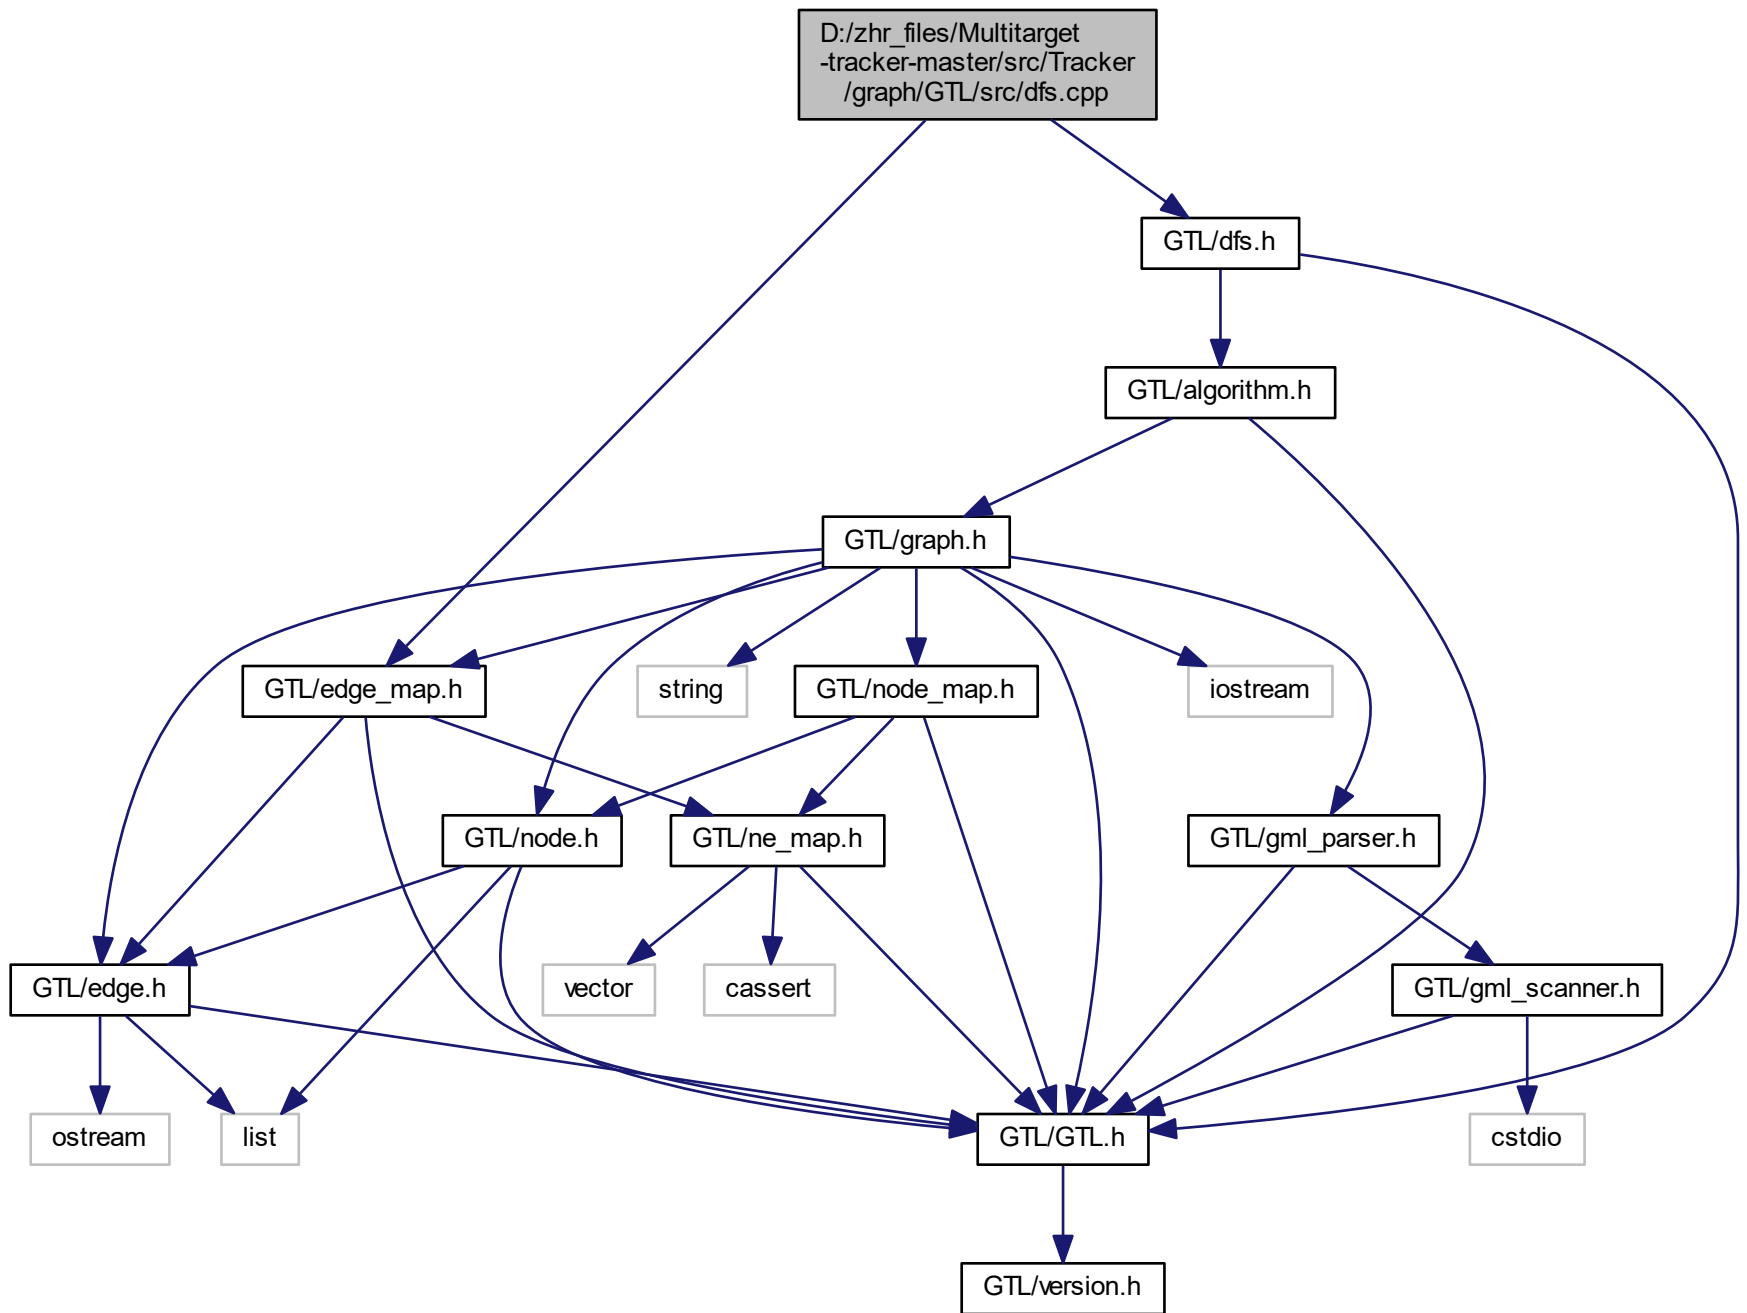 D:/zhr_files/Multitarget
-tracker-master/src/Tracker
/graph/GTL/src/dfs.cpp
GTL/dfs.h
GTL/algorithm.h
GTL/graph.h
GTL/edge_map.h
string
GTL/node_map.h
iostream
GTL/node.h
GTL/ne_map.h
GTL/gml_parser.h
GTL/edge.h
vector
cassert
GTL/gml_scanner.h
ostream
list
GTL/GTL.h
cstdio
GTL/version.h